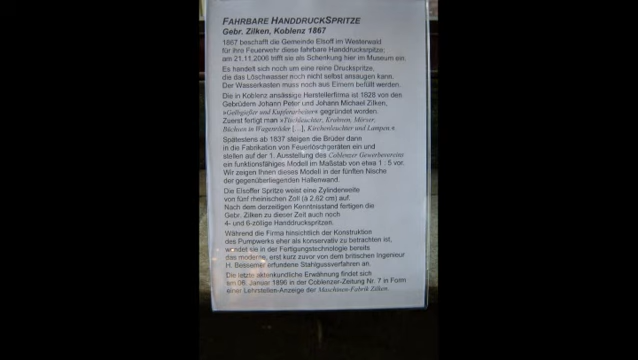 FAHRBARE HANDDRUCKSPRITZE
Gebr. Zilken, Koblenz 1867
1867 beschafft die Gemeinde Elsoff im Westerwald
für ihre Feuerwehr diese fahrbare Handdruckspritze;
am 21.11.2006 trifft sie als Schenkung hier im Museum ein.
Es handelt sich noch um eine reine Druckspritze,
die das Löschwasser noch nicht selbst ansaugen kann.
Der Wasserkasten muss noch aus Eimern befüllt werden.
Die in Koblenz ansässige Herstellerfirma ist 1828 von den
Gebrüdern Johann Peter und Johann Michael Zilken,
»Gelbgießer und Kupferarbeiter« gegründet worden.
Zuerst fertigt man »Tischleuchter, Krahnen, Mörser,
Büchsen in Wagenräder [...], Kirchenleuchter und Lampen«.
Spätestens ab 1837 steigen die Brüder dann
in die Fabrikation von Feuerlöschgeräten ein und
stellen auf der 1. Ausstellung des Coblenzer Gewerbevereins
ein funktionsfähiges Modell im Maßstab von etwa 1 : 5 vor.
Wir zeigen Ihnen dieses Modell in der fünften Nische
der gegenüberliegenden Hallenwand.
Die Elsoffer Spritze weist eine Zylinderweite
von fünf rheinischen Zoll (à 2,62 cm) auf.
Nach dem derzeitigen Kenntnisstand fertigen die
Gebr. Zilken zu dieser Zeit auch noch
4- und 6-zöllige Handdruckspritzen.
Während die Firma hinsichtlich der Konstruktion
des Pumpwerks eher als konservativ zu betrachten ist,
wendet sie in der Fertigungstechnologie bereits
das moderne, erst kurz zuvor von dem britischen Ingenieur
H. Bessemer erfundene Stahlgussverfahren an.
Die letzte aktenkundliche Erwähnung findet sich
am 06. Januar 1896 in der Coblenzer-Zeitung Nr. 7 in Form
einer Lehrstellen-Anzeige der Maschinen-Fabrik Zilken.